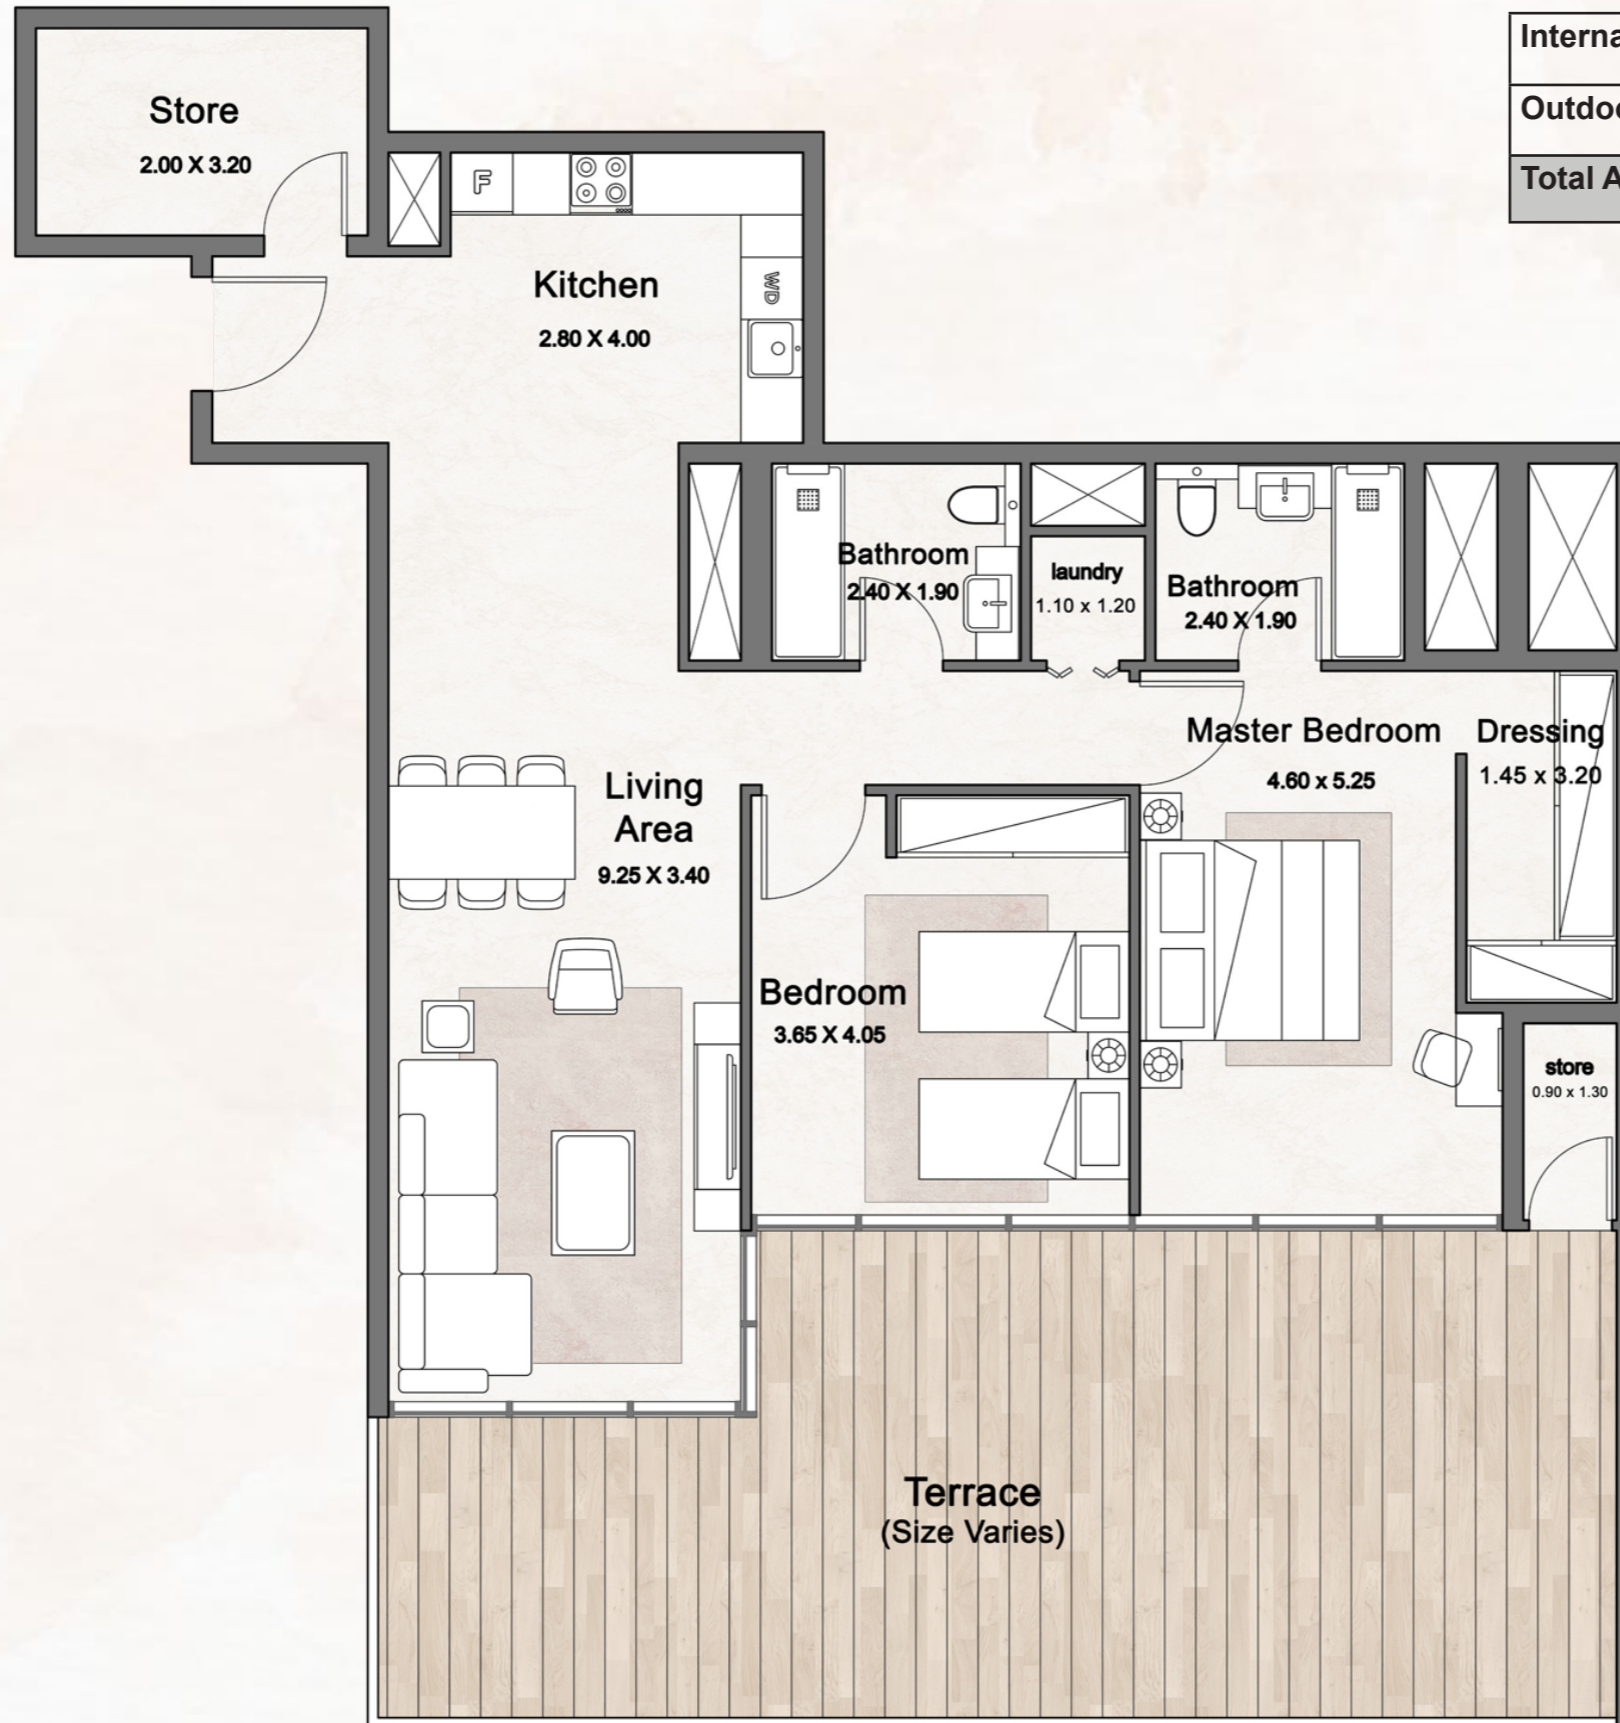 Store
2.00 X 3.20
F
Kitchen
2.80 X 4.00
WD
Bathroom
2.40 X 1.90
laundry
1.10 x 1.20
Bathroom
2.40 X 1.90
Master Bedroom
4.60 x 5.25
Dressing
1.45 x 3.20
Living
Area
9.25 X 3.40
Bedroom
3.65 X 4.05
store
0.90 x 1.30
Terrace
(Size Varies)
Interna
Outdoo
Total A